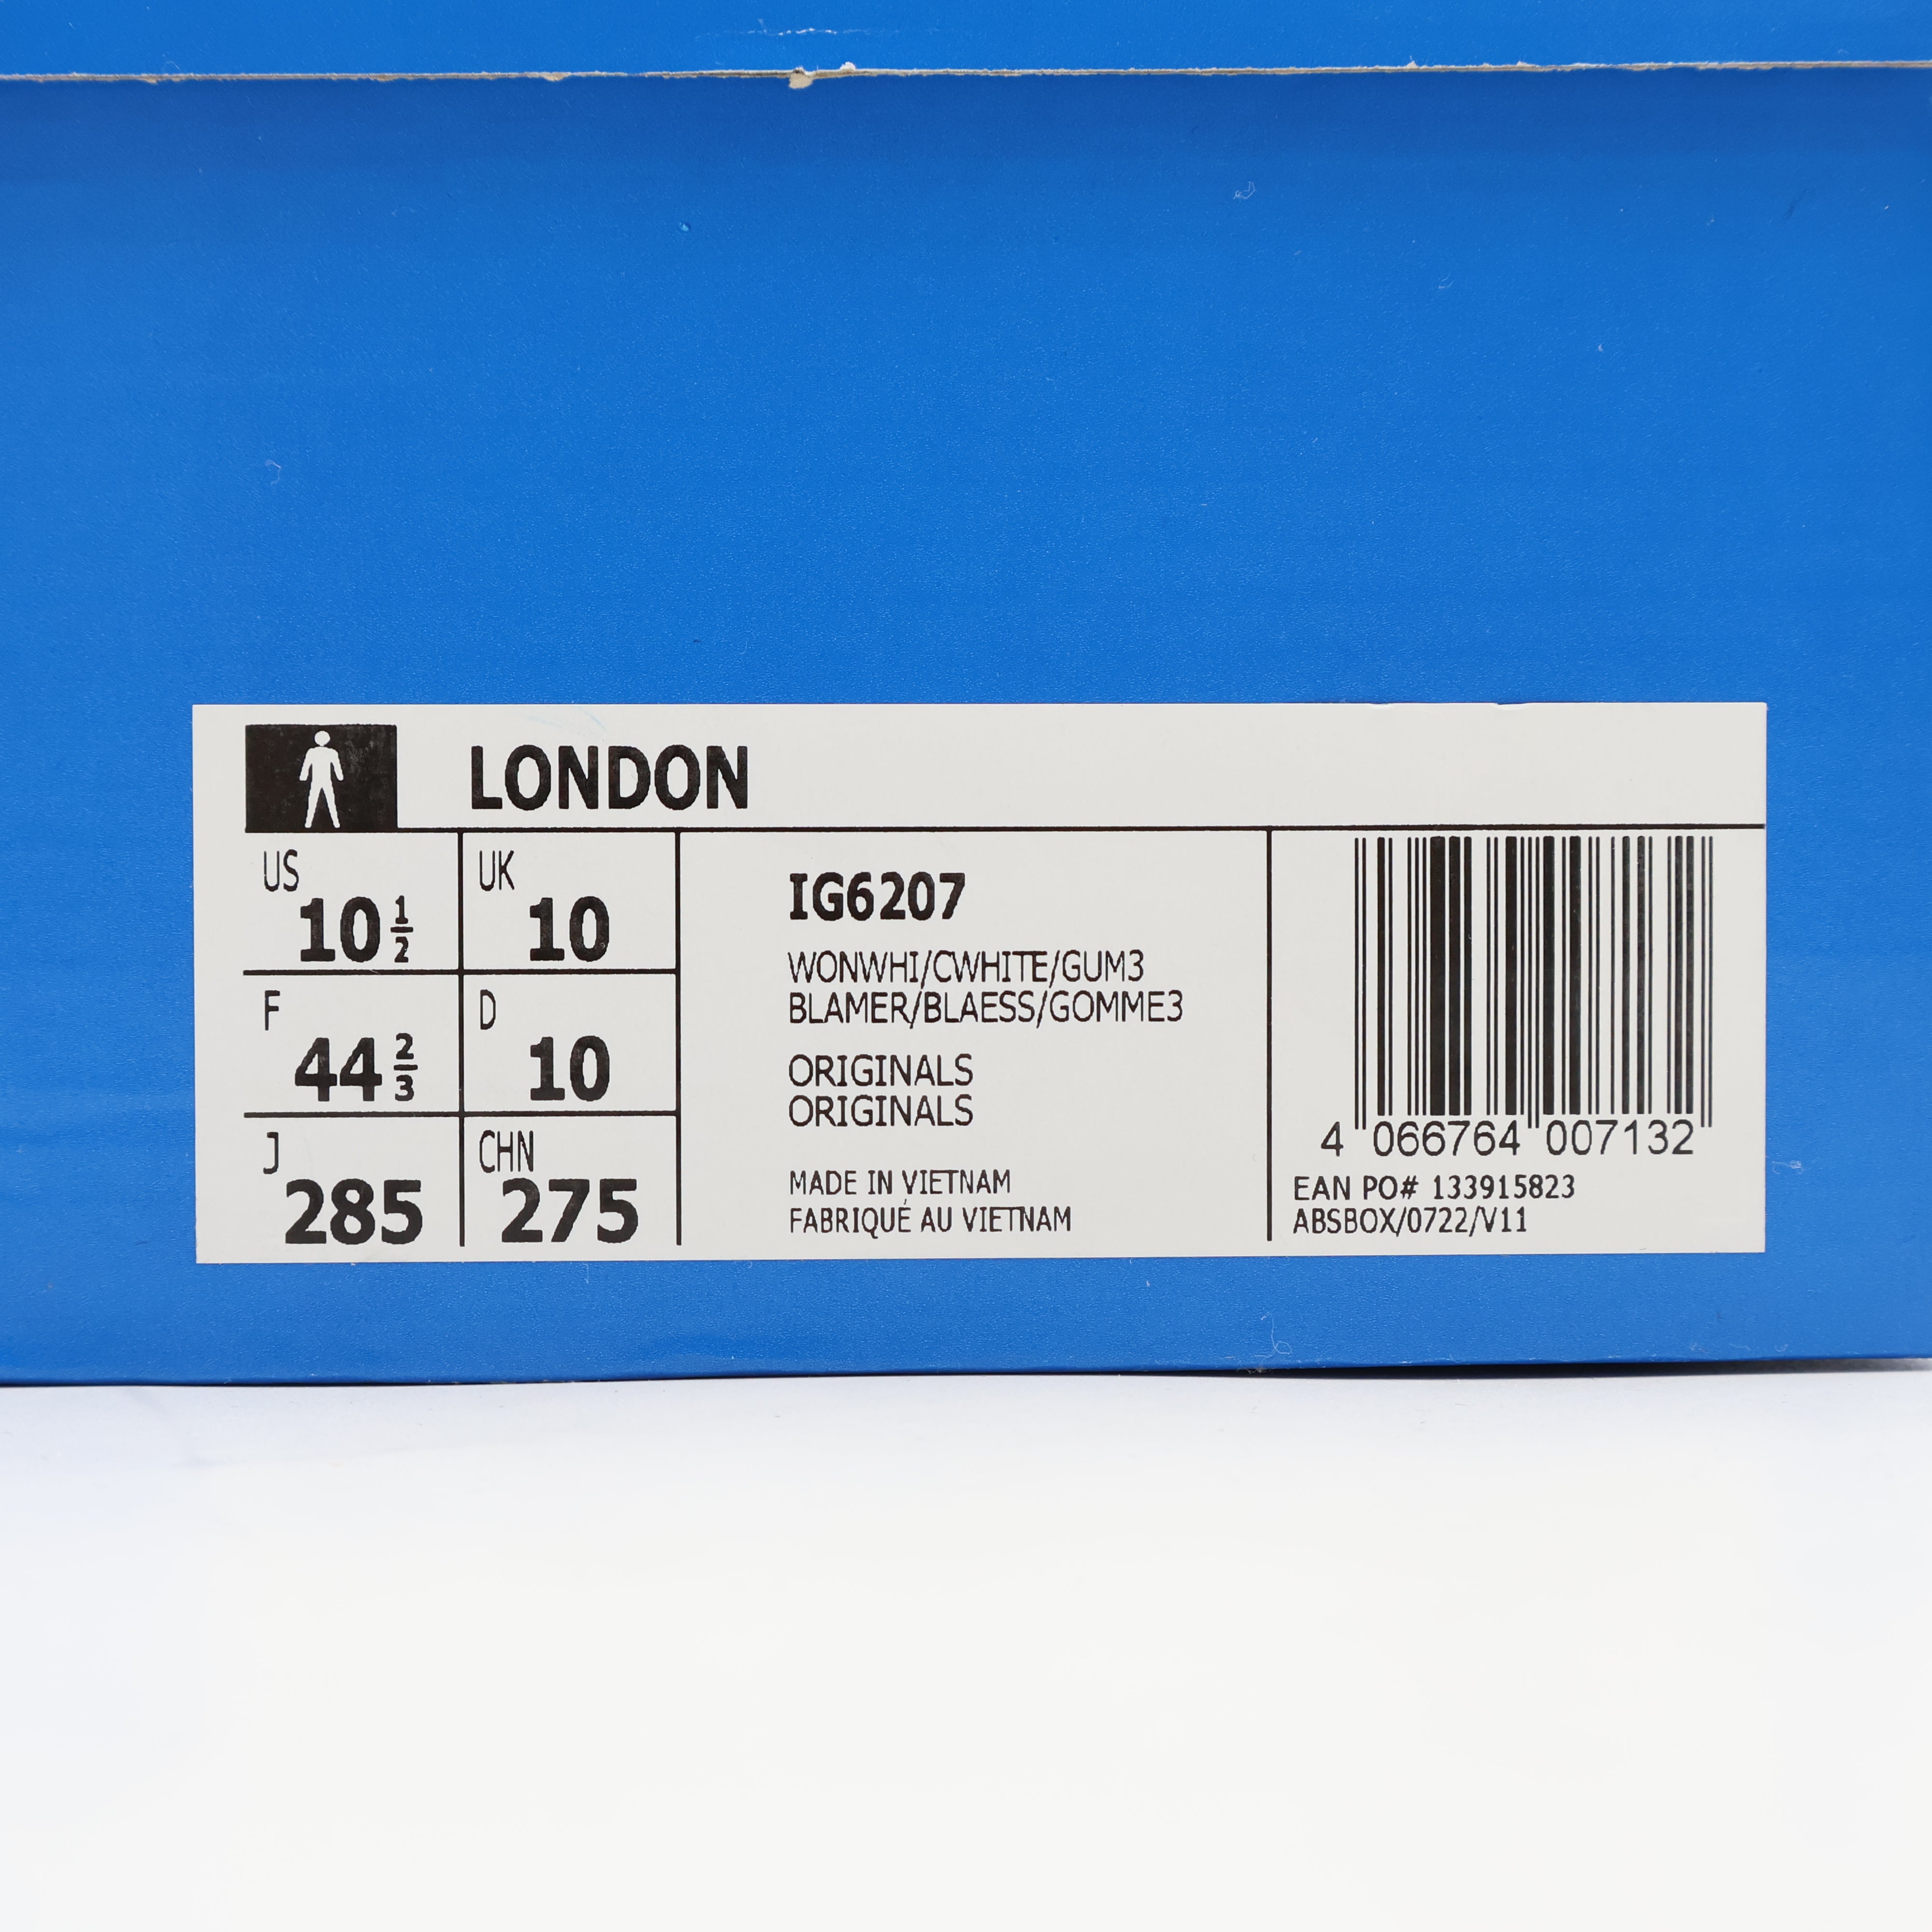 LONDON
US 10 1/2
UK 10
F 44 2/3
D 10
J 285
CHN 275
IG6207
WONWHI/CWHITE/GUM3
BLAMER/BLAESS/GOMME3
ORIGINALS
ORIGINALS
MADE IN VIETNAM
FABRIQUÉ AU VIETNAM
4 066764 007132
EAN PO# 133915823
ABSBOX/0722/V11